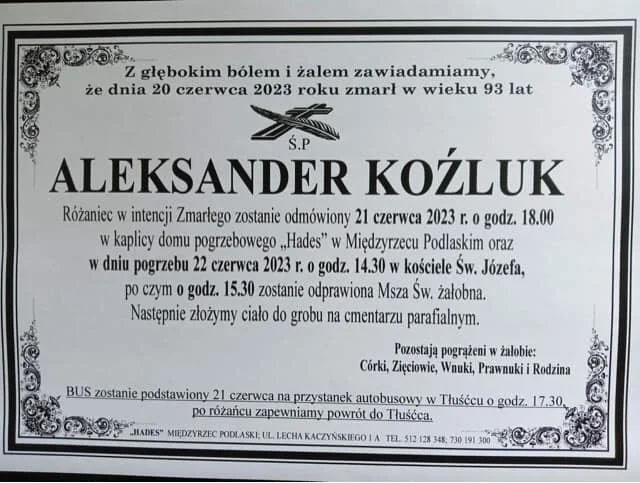 Z głębokim bólem i żalem zawiadamiamy,
że dnia 20 czerwca 2023 roku zmarł w wieku 93 lat
Ś.P
ALEKSANDER KOŹLUK
Różaniec w intencji Zmarłego zostanie odmówiony 21 czerwca 2023 r. o godz. 18.00
w kaplicy domu pogrzebowego „Hades” w Międzyrzecu Podlaskim oraz
w dniu pogrzebu 22 czerwca 2023 r. o godz. 14.30 w kościele Św. Józefa,
po czym o godz. 15.30 zostanie odprawiona Msza Św. żałobna.
Następnie złożymy ciało do grobu na cmentarzu parafialnym.
Pozostają pogrążeni w żałobie:
Córki, Zięciowie, Wnuki, Prawnuki i Rodzina
BUS zostanie podstawiony 21 czerwca na przystanek autobusowy w Tłuśćcu o godz. 17.30,
po różańcu zapewniamy powrót do Tłuśćca.
„HADES” MIĘDZYRZEC PODLASKI; UL. LECHA KACZYŃSKIEGO 1 A TEL. 512 128 348; 730 191 300